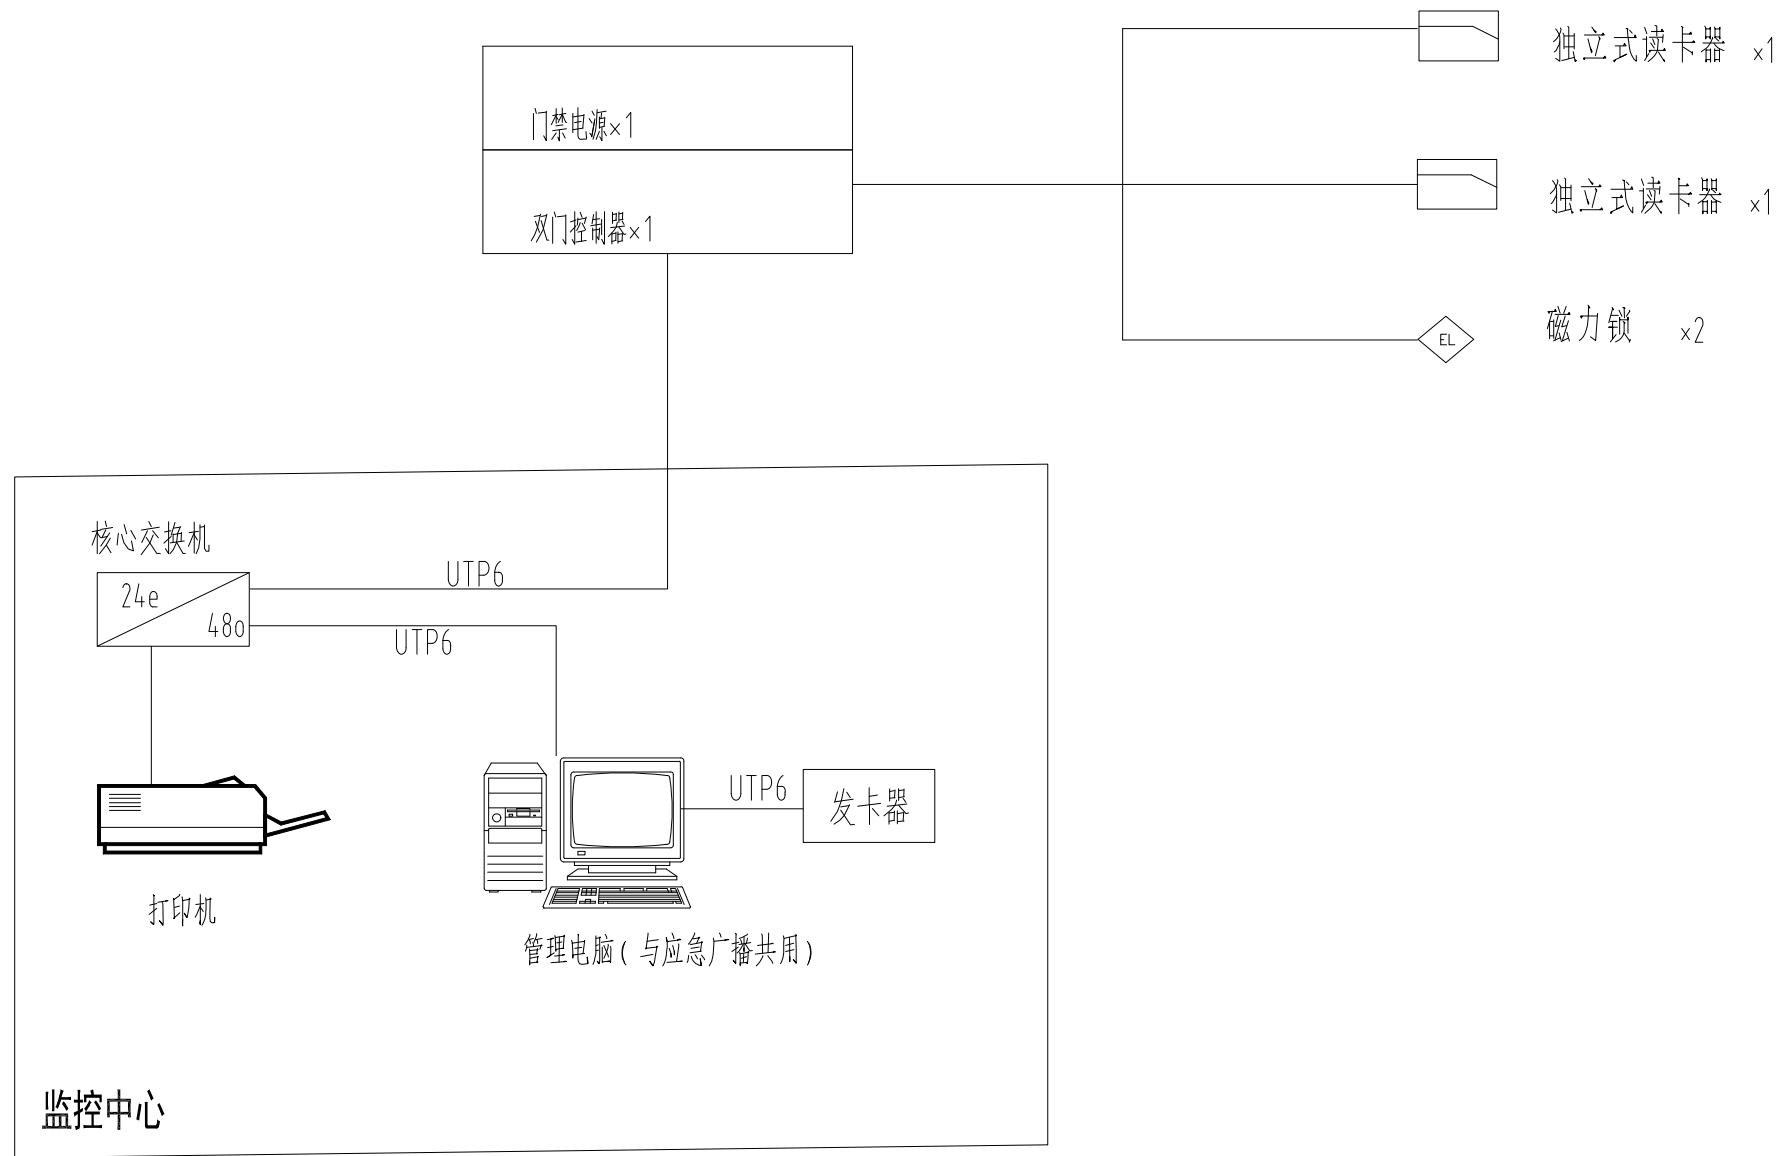 独立式读卡器 ×1
门禁电源×1
独立式读卡器 ×1
双门控制器×1
磁力锁 ×2
EL
核心交换机
UTP6
24e
48o
UTP6
UTP6
发卡器
打印机
管理电脑(与应急广播共用)
监控中心